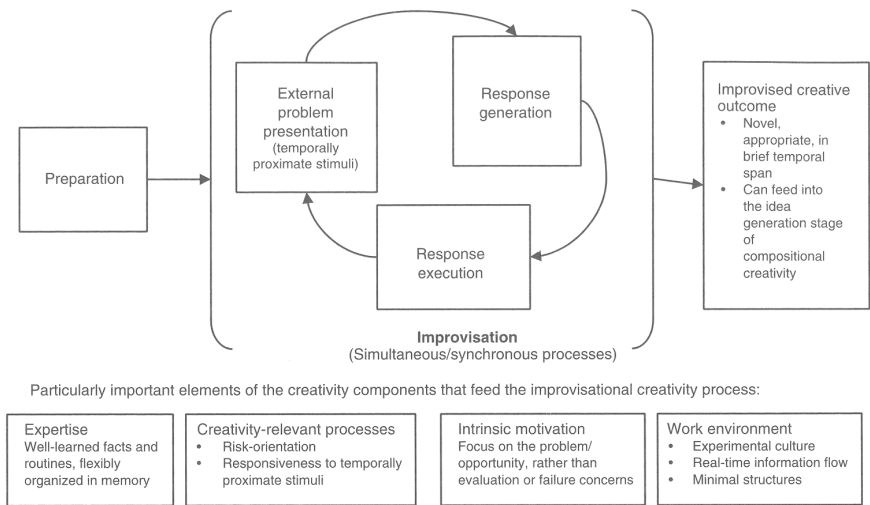 Preparation
External
problem
presentation
(temporally
proximate stimuli)
Response
generation
Response
execution
Improvisation
(Simultaneous/synchronous processes)
Improvised creative
outcome
• Novel,
appropriate, in
brief temporal
span
• Can feed into
the idea
generation stage
of
compositional
creativity
Particularly important elements of the creativity components that feed the improvisational creativity process:
Expertise
Well-learned facts and
routines, flexibly
organized in memory
Creativity-relevant processes
• Risk-orientation
• Responsiveness to temporally
proximate stimuli
Intrinsic motivation
Focus on the problem/
opportunity, rather than
evaluation or failure concerns
Work environment
• Experimental culture
• Real-time information flow
• Minimal structures